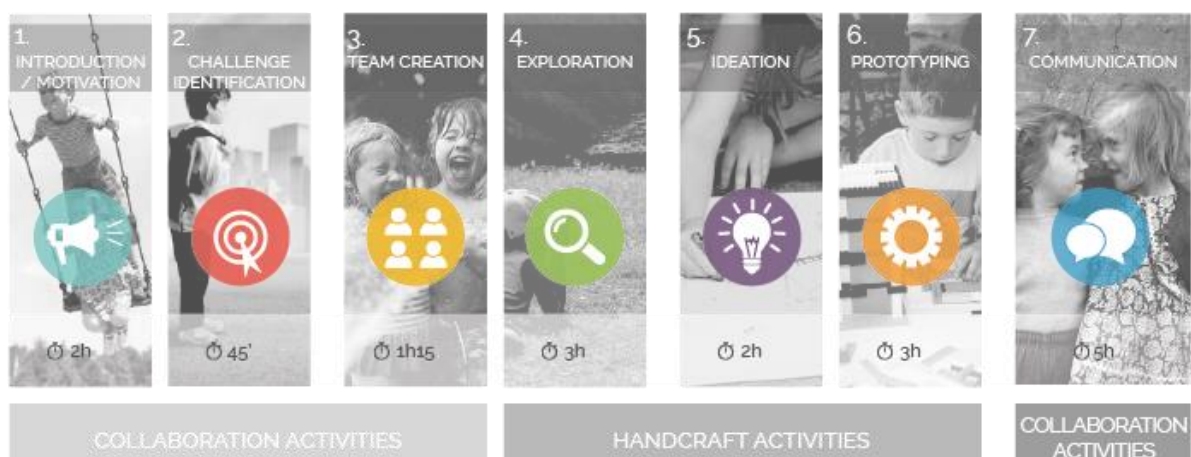 1.
INTRODUCTION
/ MOTIVATION
2h
2.
CHALLENGE
IDENTIFICATION
45'
3.
TEAM CREATION
1h15
4.
EXPLORATION
3h
5.
IDEATION
2h
6.
PROTOTYPING
3h
7.
COMMUNICATION
5h
COLLABORATION ACTIVITIES
HANDCRAFT ACTIVITIES
COLLABORATION
ACTIVITIES